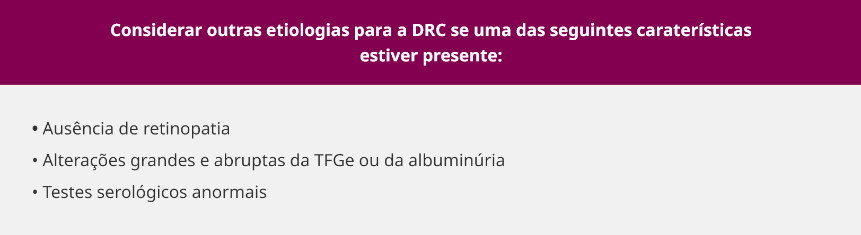 Considerar outras etiologias para a DRC se uma das seguintes caraterísticas
estiver presente:
• Ausência de retinopatia
• Alterações grandes e abruptas da TFGe ou da albuminúria
• Testes serológicos anormais